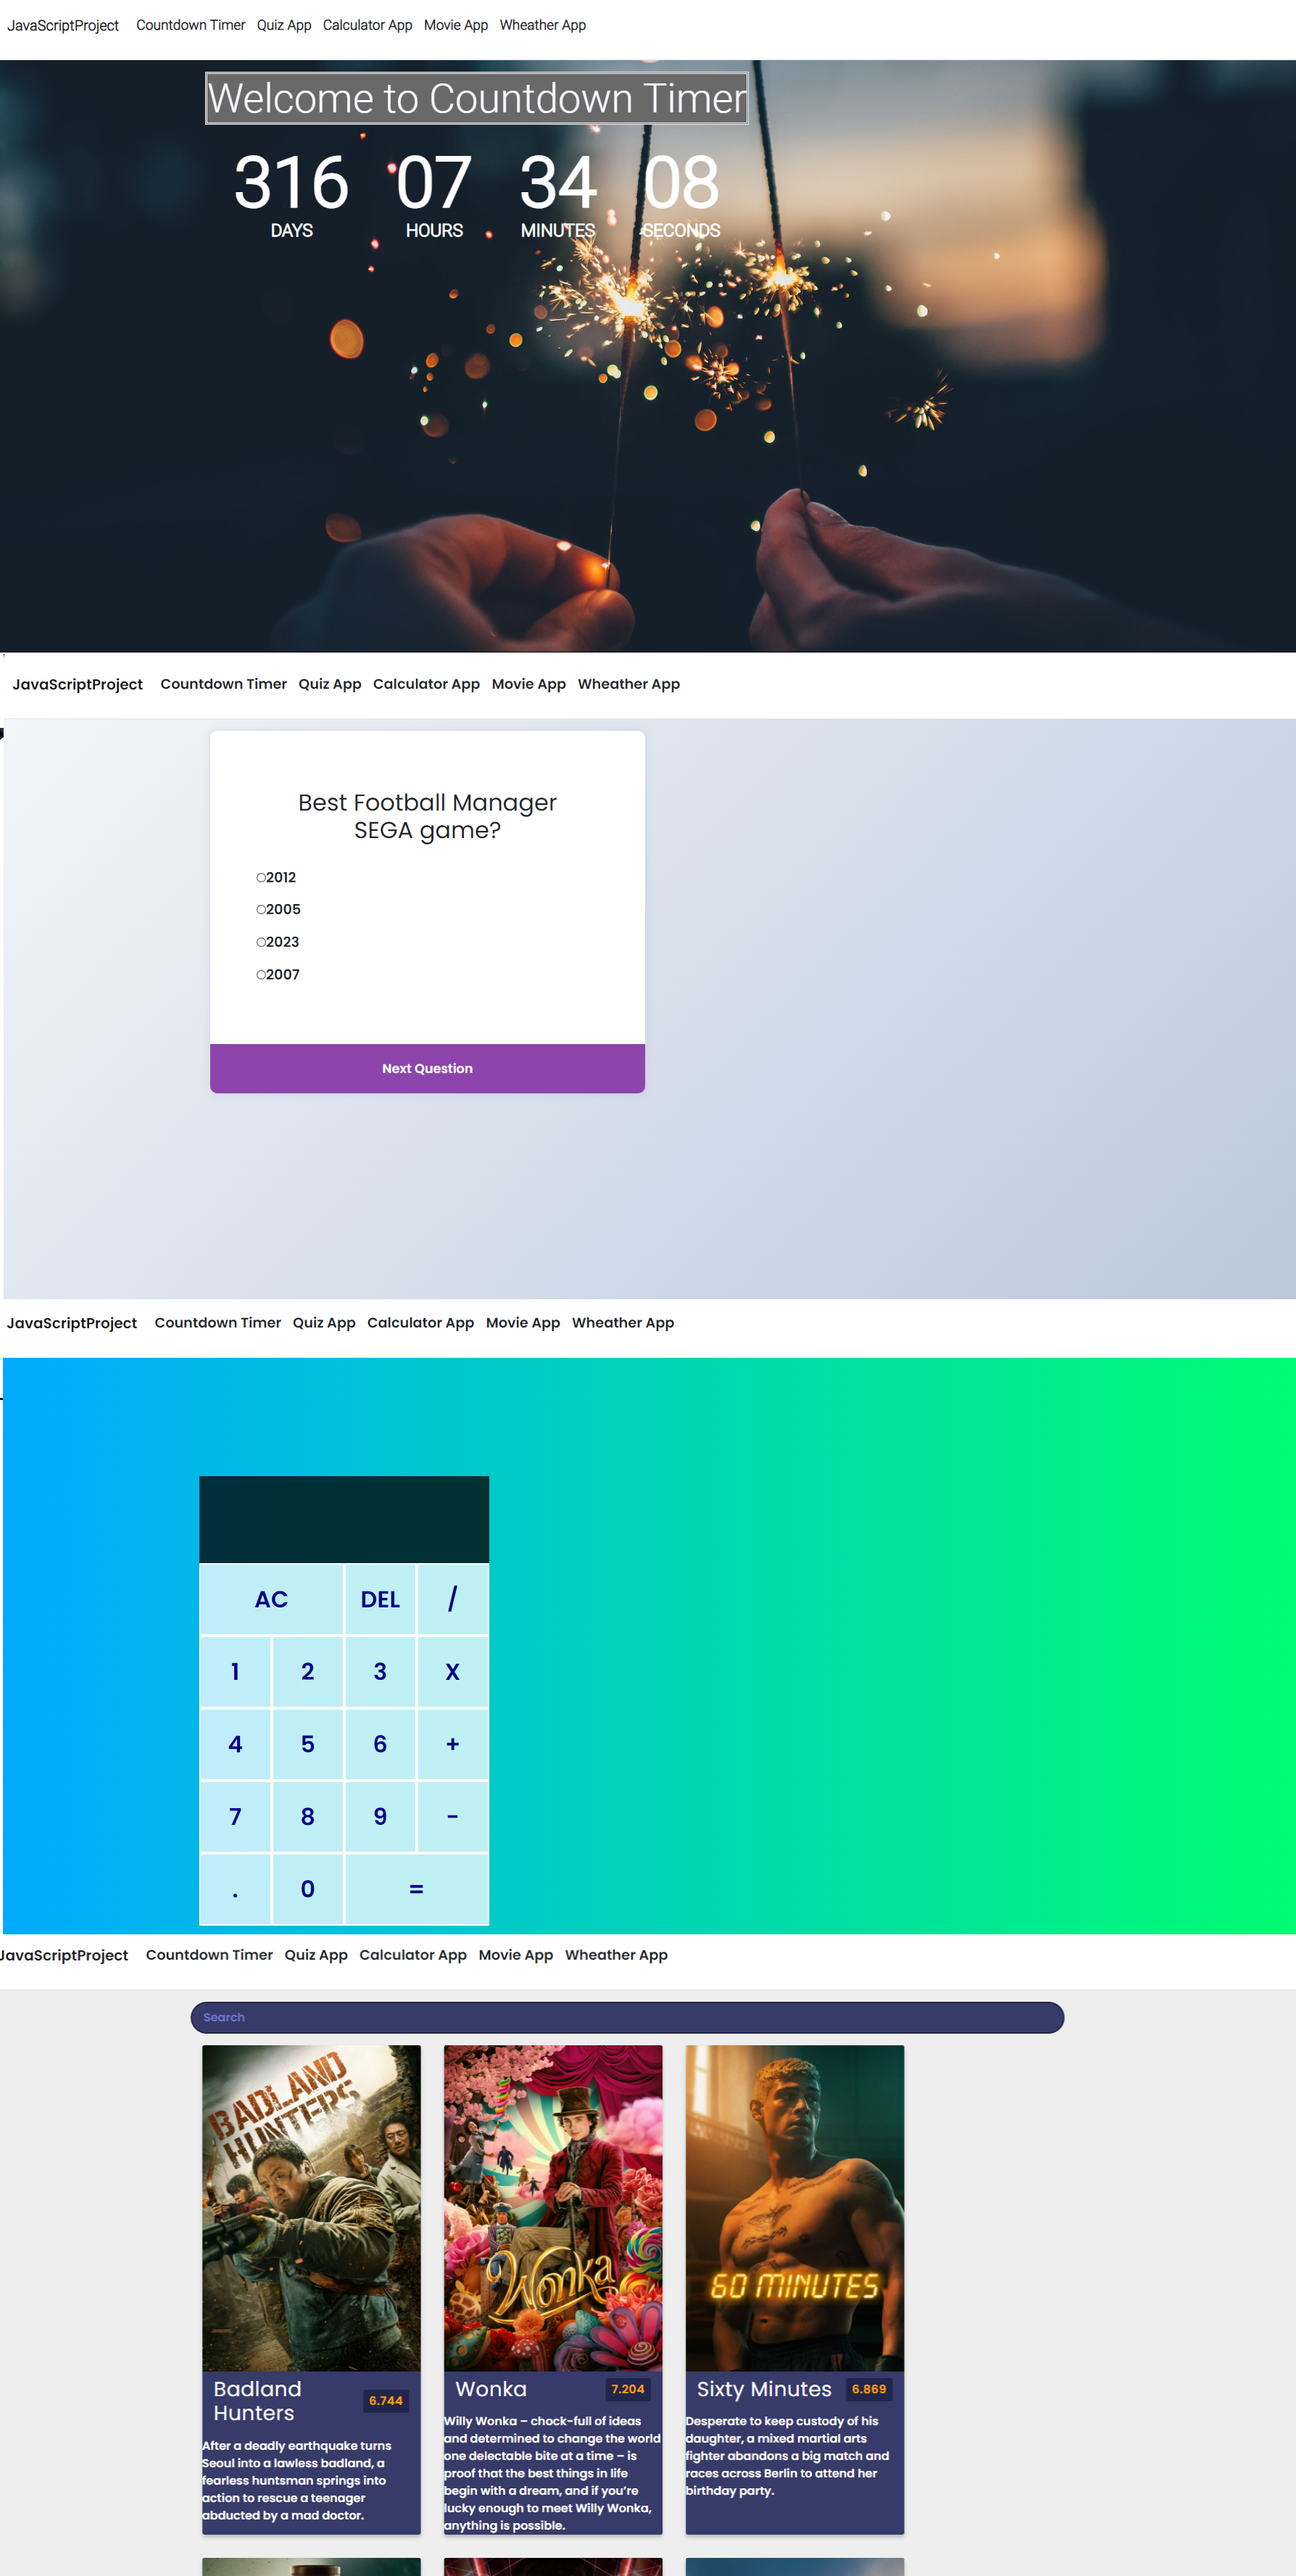 JavaScriptProject Countdown Timer Quiz App Calculator App Movie App Wheather App
Welcome to Countdown Timer
316 07 34 08
DAYS HOURS MINUTES SECONDS
JavaScriptProject Countdown Timer Quiz App Calculator App Movie App Wheather App
Best Football Manager
SEGA game?
2012
2005
2023
2007
Next Question
JavaScriptProject Countdown Timer Quiz App Calculator App Movie App Wheather App
AC DEL /
1 2 3 X
4 5 6 +
7 8 9 -
. 0 =
JavaScriptProject Countdown Timer Quiz App Calculator App Movie App Wheather App
Search
BADLAND
HUNTERS
Wonka
60 MINUTES
Badland
Hunters
6.744
After a deadly earthquake turns
Seoul into a lawless badland, a
fearless huntsman springs into
action to rescue a teenager
abducted by a mad doctor.
Wonka 7.204
Willy Wonka – chock-full of ideas
and determined to change the world
one delectable bite at a time – is
proof that the best things in life
begin with a dream, and if you’re
lucky enough to meet Willy Wonka,
anything is possible.
Sixty Minutes 6.869
Desperate to keep custody of his
daughter, a mixed martial arts
fighter abandons a big match and
races across Berlin to attend her
birthday party.